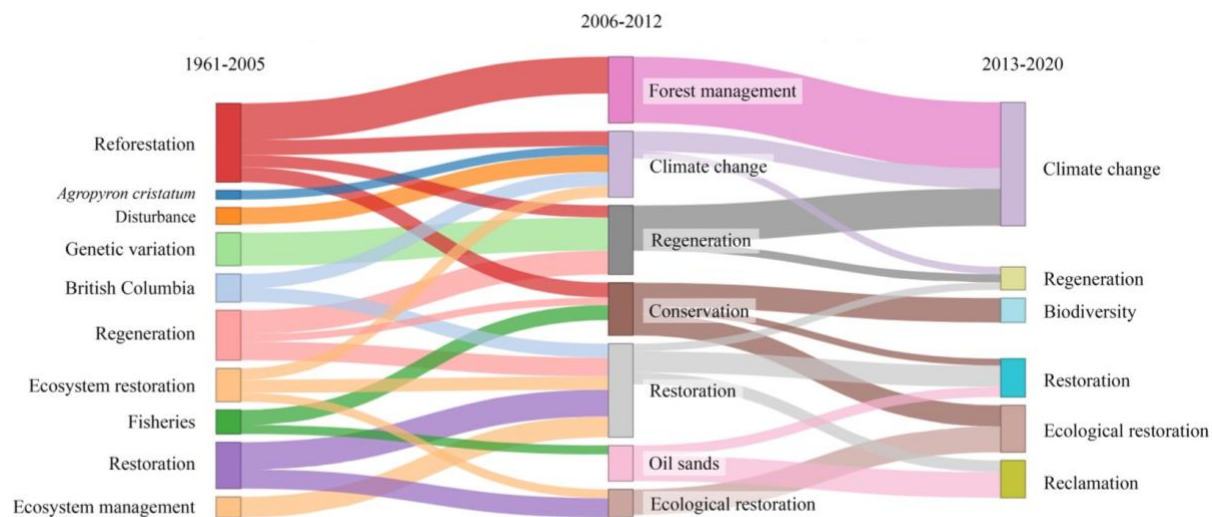 2006-2012
1961-2005
2013-2020
Reforestation
Agropyron cristatum
Disturbance
Genetic variation
British Columbia
Regeneration
Ecosystem restoration
Fisheries
Restoration
Ecosystem management
Forest management
Climate change
Regeneration
Conservation
Restoration
Oil sands
Ecological restoration
Climate change
Regeneration
Biodiversity
Restoration
Ecological restoration
Reclamation